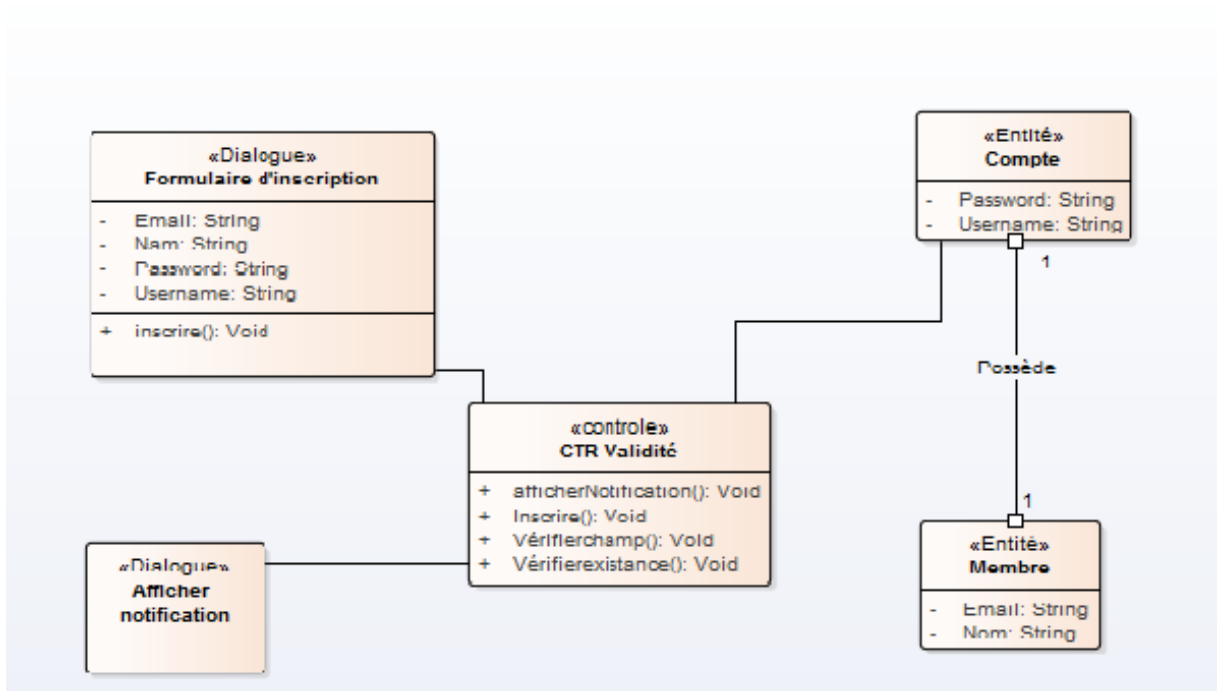 «Dialogue»
Formulaire d'inscription
- Email: String
- Nam: String
- Password: String
- Username: String
+ inscrire(): Void
«Entité»
Compte
- Password: String
- Username: String
1
Possède
1
«controle»
CTR Validité
+ afficherNotification(): Void
+ Inscrire(): Void
+ Vérifierchamp(): Void
+ Vérifierexistance(): Void
«Dialogue»
Afficher
notification
«Entité»
Membre
- Email: String
- Nom: String